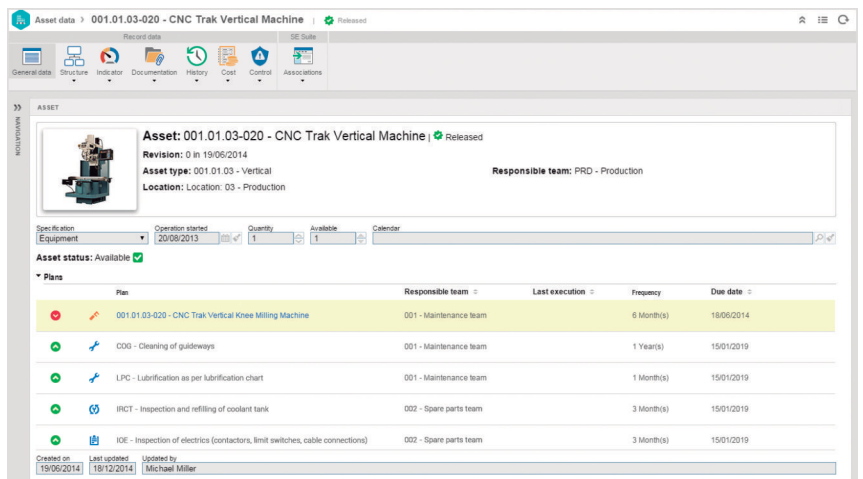 Asset data > 001.01.03-020 - CNC Trak Vertical Machine | Released
Record data SE Suite
General data Structure Indicator Documentation History Cost Control Associations
NAVIGATION
ASSET
Asset: 001.01.03-020 - CNC Trak Vertical Machine | Released
Revision: 0 in 19/06/2014
Asset type: 001.01.03 - Vertical Responsible team: PRD - Production
Location: Location: 03 - Production
Specification Operation started Quantity Available Calendar
Equipment 20/08/2013 1 1
Asset status: Available
Plans
Plan Responsible team Last execution Frequency Due date
001.01.03-020 - CNC Trak Vertical Knee Milling Machine 001 - Maintenance team 6 Month(s) 18/06/2014
COG - Cleaning of guideways 001 - Maintenance team 1 Year(s) 15/01/2019
LPC - Lubrification as per lubrification chart 001 - Maintenance team 1 Month(s) 15/01/2019
IRCT - Inspection and refilling of coolant tank 002 - Spare parts team 3 Month(s) 15/01/2019
IOE - Inspection of electrics (contactors, limit switches, cable connections) 002 - Spare parts team 3 Month(s) 15/01/2019
Created on Last updated Updated by
19/06/2014 18/12/2014 Michael Miller